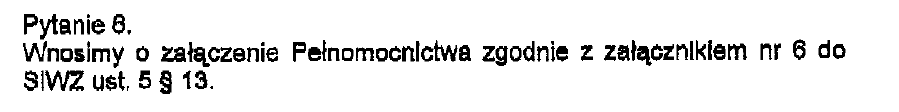 Pytanie 6.
Wnosimy o załączenie Pełnomocnictwa zgodnie z załącznikiem nr 6 do
SIWZ ust. 5 § 13.